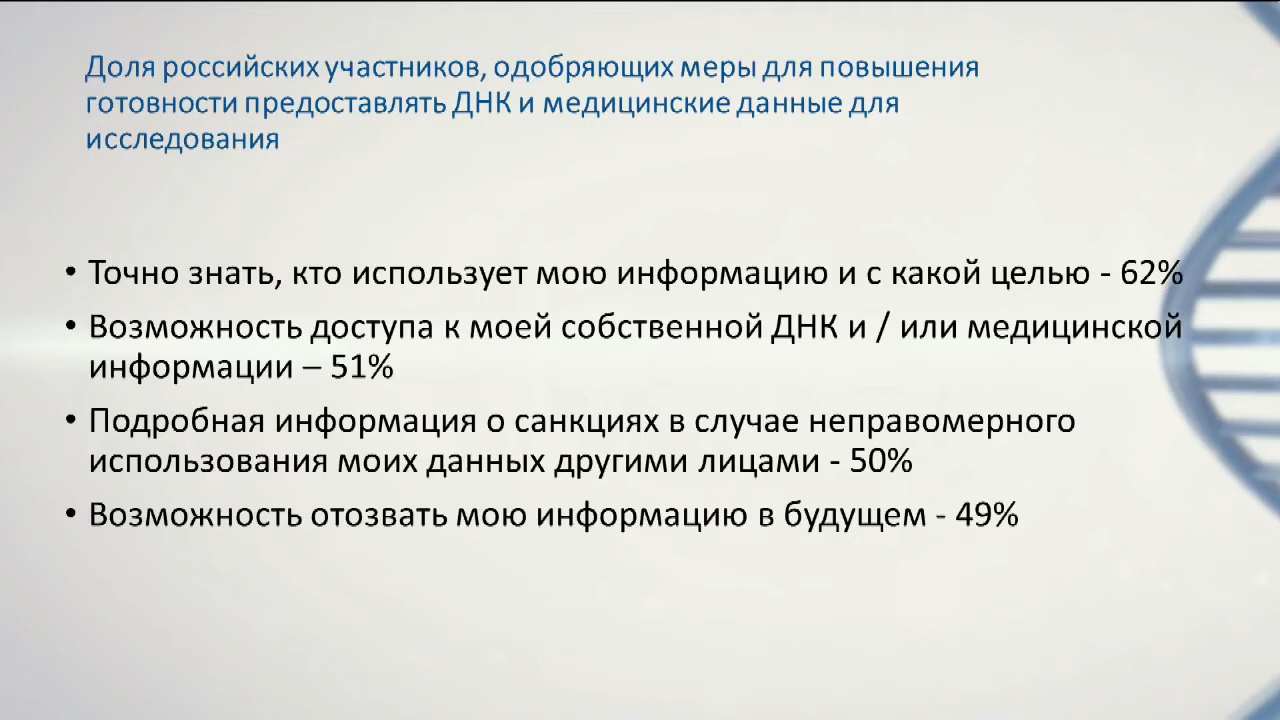 Доля российских участников, одобряющих меры для повышения
готовности предоставлять ДНК и медицинские данные для
исследования
• Точно знать, кто использует мою информацию и с какой целью - 62%
• Возможность доступа к моей собственной ДНК и / или медицинской
информации – 51%
• Подробная информация о санкциях в случае неправомерного
использования моих данных другими лицами - 50%
• Возможность отозвать мою информацию в будущем - 49%